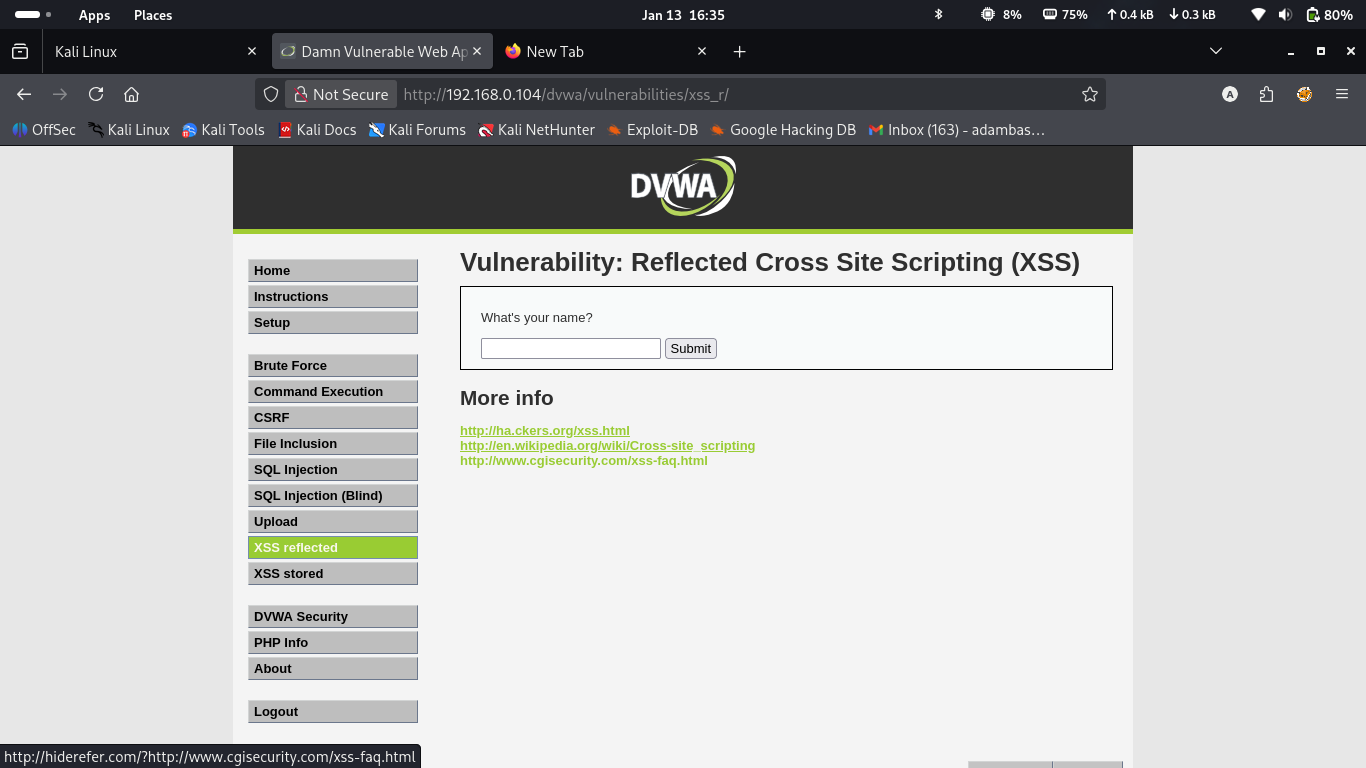 Apps Places Jan 13 16:35 8% 75% 0.4 kB 0.3 kB 80%
Kali Linux Damn Vulnerable Web Ap New Tab
Not Secure http://192.168.0.104/dvwa/vulnerabilities/xss_r/ A
OffSec Kali Linux Kali Tools Kali Docs Kali Forums Kali NetHunter Exploit-DB Google Hacking DB Inbox (163) - adambas…
DVWA
Home
Instructions
Setup
Brute Force
Command Execution
CSRF
File Inclusion
SQL Injection
SQL Injection (Blind)
Upload
XSS reflected
XSS stored
DVWA Security
PHP Info
About
Logout
Vulnerability: Reflected Cross Site Scripting (XSS)
What's your name?
Submit
More info
http://ha.ckers.org/xss.html
http://en.wikipedia.org/wiki/Cross-site_scripting
http://www.cgisecurity.com/xss-faq.html
http://hiderefer.com/?http://www.cgisecurity.com/xss-faq.html